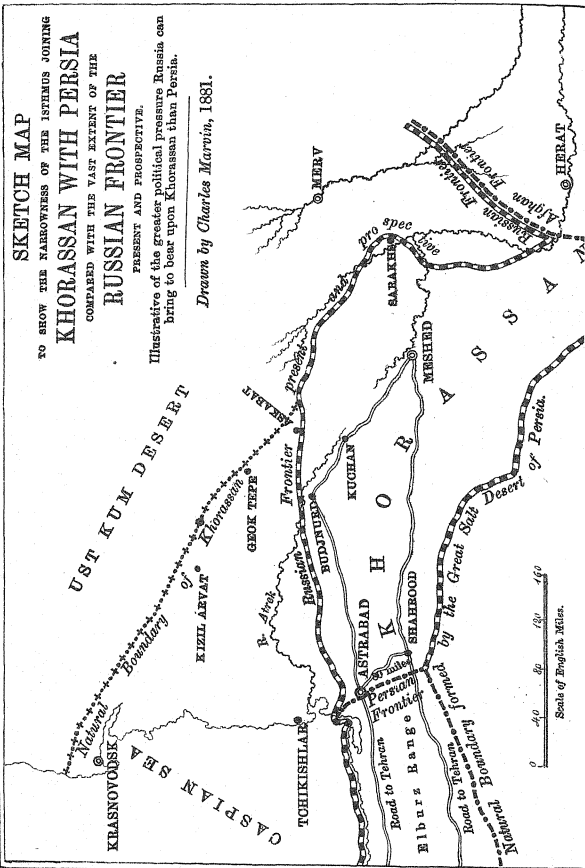 SKETCH MAP
TO SHOW THE NARROWNESS OF THE ISTHMUS JOINING
KHORASSAN WITH PERSIA
COMPARED WITH THE VAST EXTENT OF THE
RUSSIAN FRONTIER
PRESENT AND PROSPECTIVE.
Illustrative of the greater political pressure Russia can
bring to bear upon Khorassan than Persia.
Drawn by Charles Marvin, 1881.
UST KUM DESERT
MERV
HERAT
Russian Frontier
Afghan Frontier
Russian Frontier present and prospective
SARAKHS
MESHED
ASKABAT
Natural Boundary of Khorassan
GEOK TEPE
KIZIL ARVAT
KUCHAN
BUDJNURD
R. Atrek
KHORASSAN
KRASNOVODSK
CASPIAN SEA
TCHIKISHLAR
ASTRABAD
SHAHROOD
50 miles
Persian
Frontier
Road to Tehran
Elburz Range
Road to Tehran
Natural Boundary formed by the Great Salt Desert of Persia.
0 40 80 120 160
Scale of English Miles.